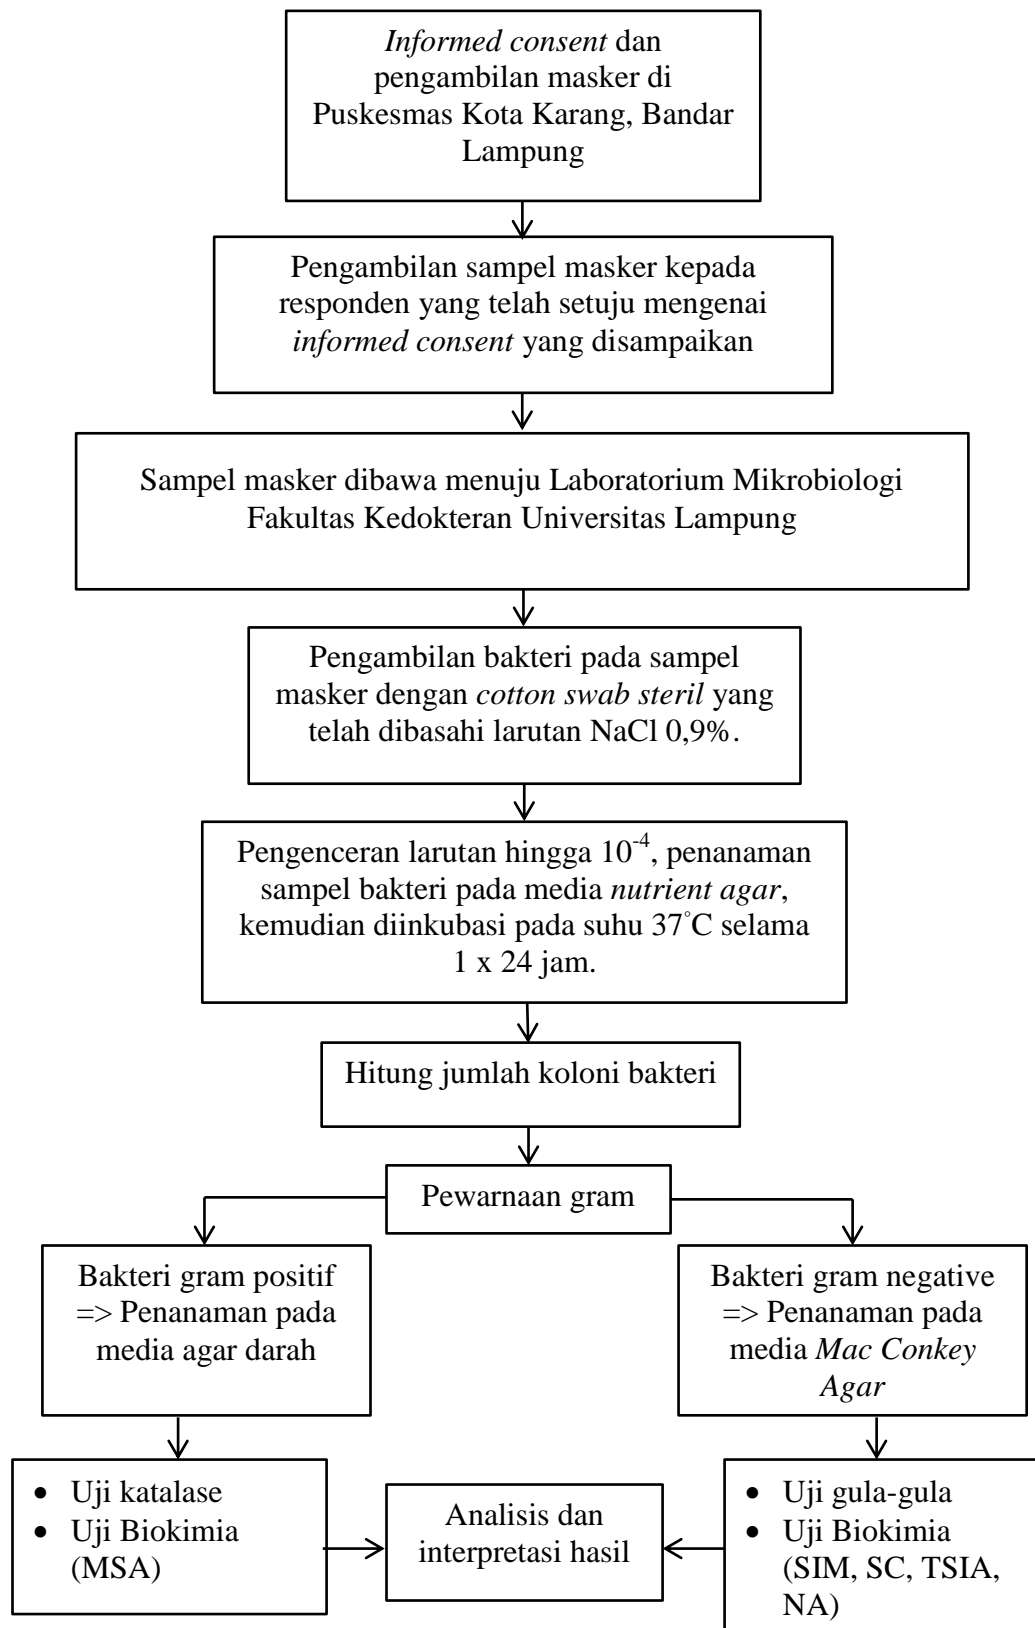 Informed consent dan
pengambilan masker di
Puskesmas Kota Karang, Bandar
Lampung
Pengambilan sampel masker kepada
responden yang telah setuju mengenai
informed consent yang disampaikan
Sampel masker dibawa menuju Laboratorium Mikrobiologi
Fakultas Kedokteran Universitas Lampung
Pengambilan bakteri pada sampel
masker dengan cotton swab steril yang
telah dibasahi larutan NaCl 0,9%.
Pengenceran larutan hingga 10⁻⁴, penanaman
sampel bakteri pada media nutrient agar,
kemudian diinkubasi pada suhu 37°C selama
1 x 24 jam.
Hitung jumlah koloni bakteri
Pewarnaan gram
Bakteri gram positif
=> Penanaman pada
media agar darah
Bakteri gram negative
=> Penanaman pada
media Mac Conkey
Agar
• Uji katalase
• Uji Biokimia
(MSA)
Analisis dan
interpretasi hasil
• Uji gula-gula
• Uji Biokimia
(SIM, SC, TSIA,
NA)